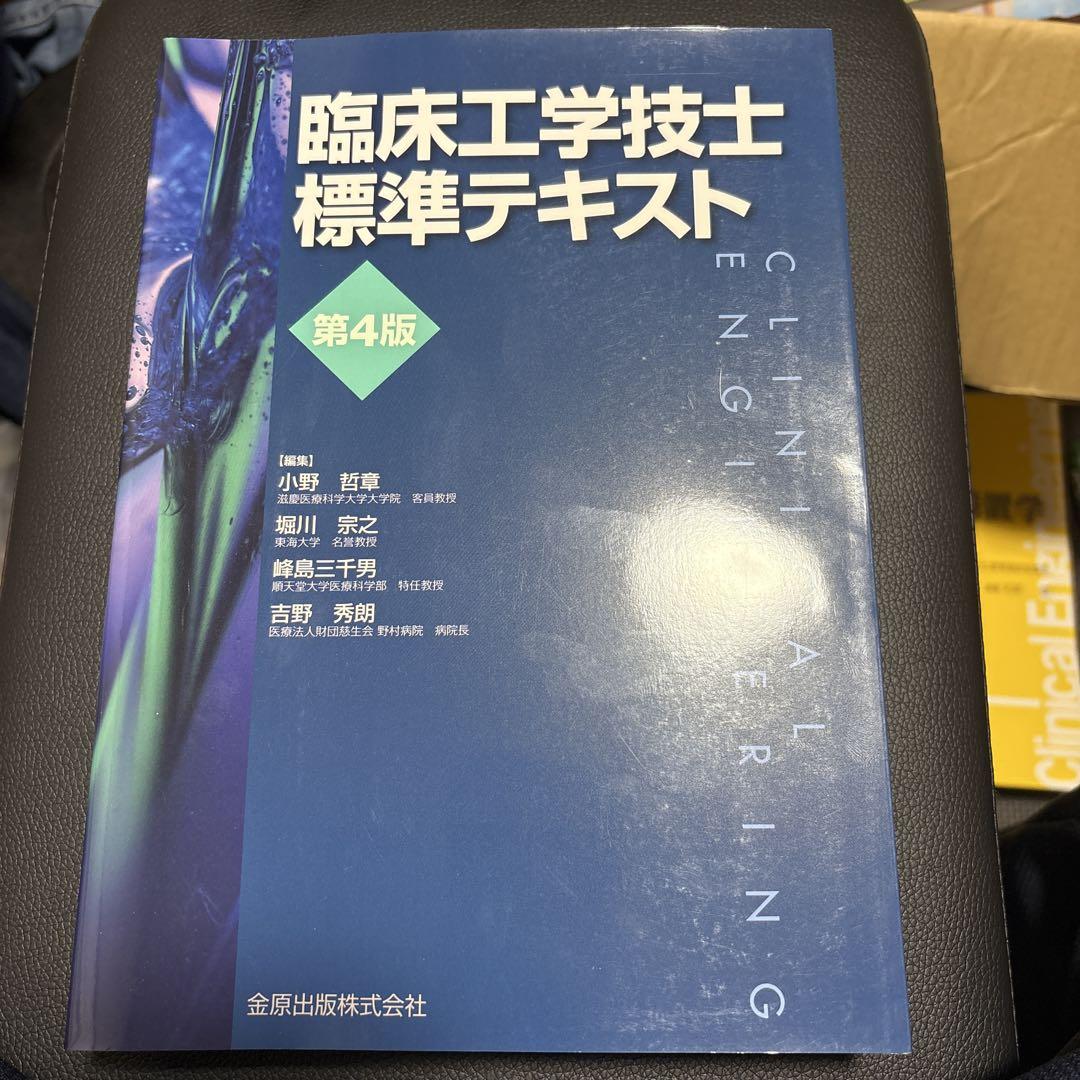 臨床工学技士
標準テキスト
第4版
CLINICAL
ENGINEERING
【編集】
小野 哲章
滋慶医療科学大学大学院 客員教授
堀川 宗之
東海大学 名誉教授
峰島三千男
順天堂大学医療科学部 特任教授
吉野 秀朗
医療法人財団慈生会 野村病院 病院長
金原出版株式会社
置学
Clinical Engineering